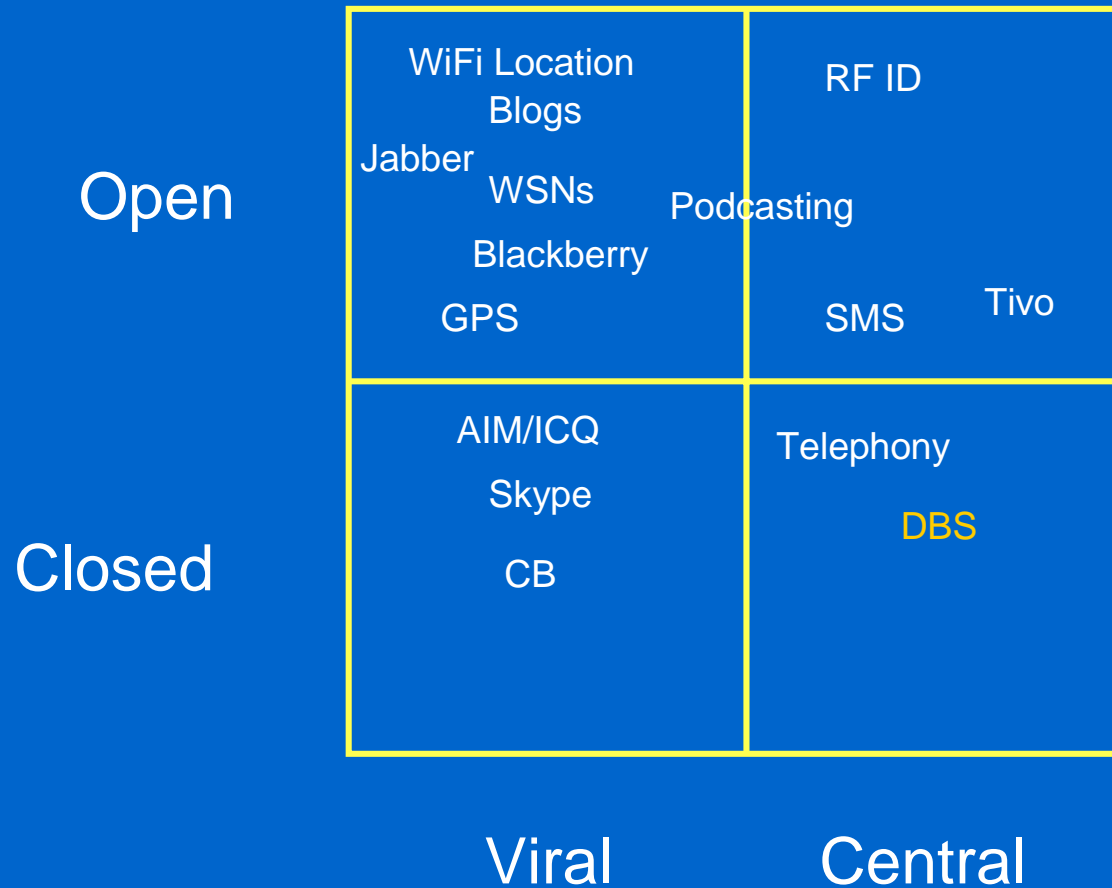 WiFi Location
RF ID
Blogs
Jabber
Open
WSNs
Podcasting
Blackberry
GPS
SMS
Tivo
AIM/ICQ
Telephony
Skype
DBS
Closed
CB
Viral
Central